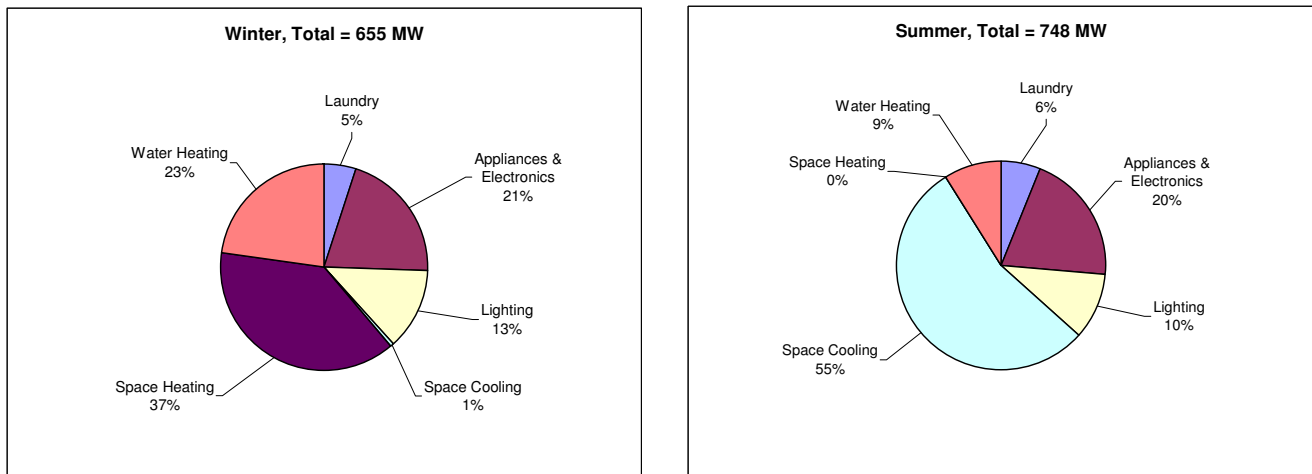 Winter, Total = 655 MW
Laundry
5%
Water Heating
23%
Appliances &
Electronics
21%
Lighting
13%
Space Heating
37%
Space Cooling
1%
Summer, Total = 748 MW
Laundry
6%
Water Heating
9%
Space Heating
0%
Appliances &
Electronics
20%
Lighting
10%
Space Cooling
55%